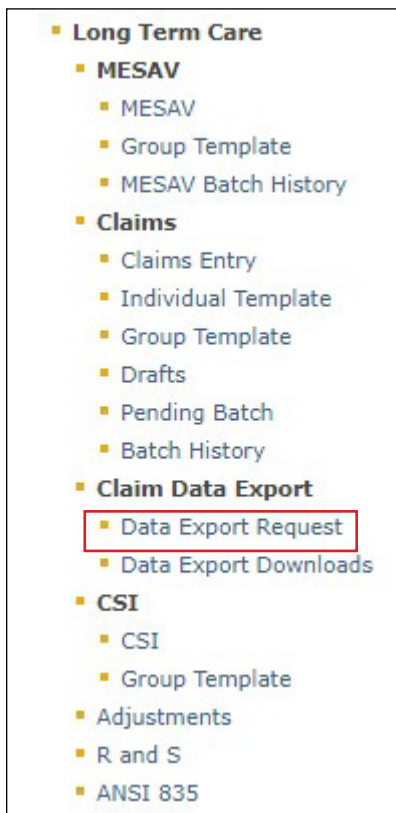 Long Term Care
MESAV
MESAV
Group Template
MESAV Batch History
Claims
Claims Entry
Individual Template
Group Template
Drafts
Pending Batch
Batch History
Claim Data Export
Data Export Request
Data Export Downloads
CSI
CSI
Group Template
Adjustments
R and S
ANSI 835